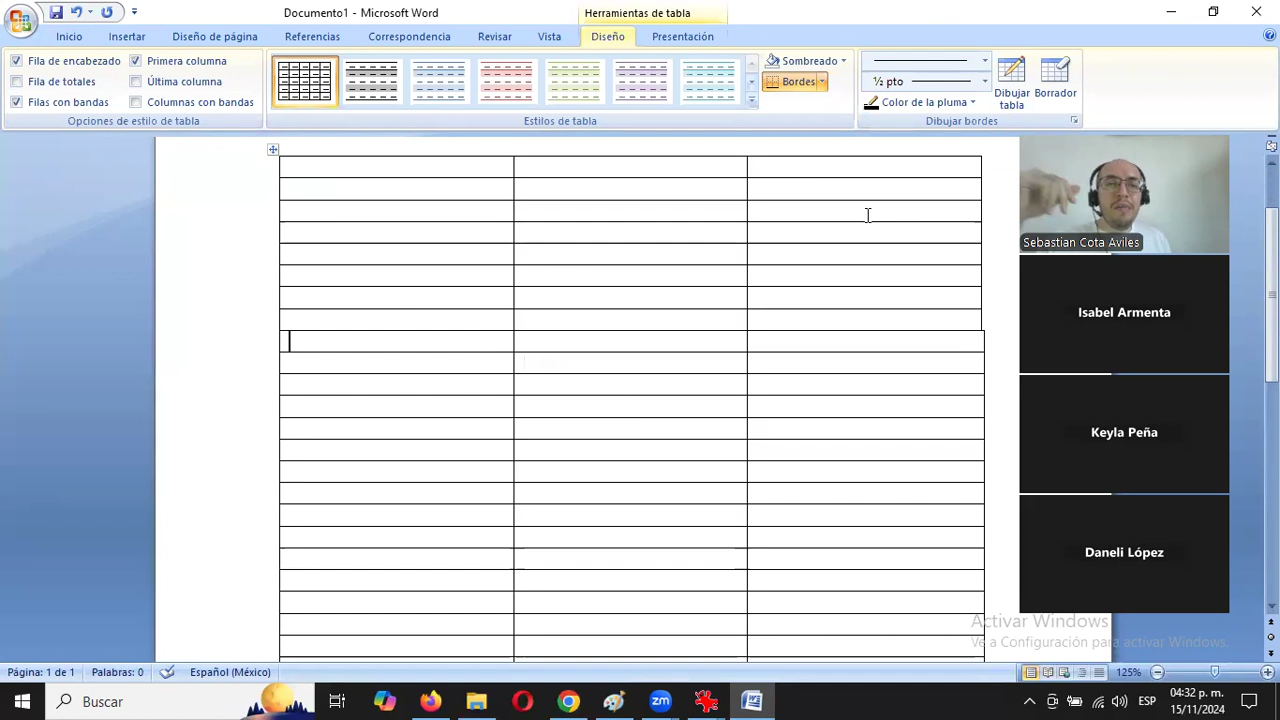 Documento1 - Microsoft Word
Herramientas de tabla
Inicio
Insertar
Diseño de página
Referencias
Correspondencia
Revisar
Vista
Diseño
Presentación
Fila de encabezado
Primera columna
Fila de totales
Última columna
Filas con bandas
Columnas con bandas
Opciones de estilo de tabla
Estilos de tabla
Sombreado
Bordes
½ pto
Color de la pluma
Dibujar tabla
Borrador
Dibujar bordes
Sebastian Cota Aviles
Isabel Armenta
Keyla Peña
Daneli López
Activar Windows
Ve a Configuración para activar Windows.
Página: 1 de 1
Palabras: 0
Español (México)
125%
Buscar
zm
ESP
04:32 p. m.
15/11/2024